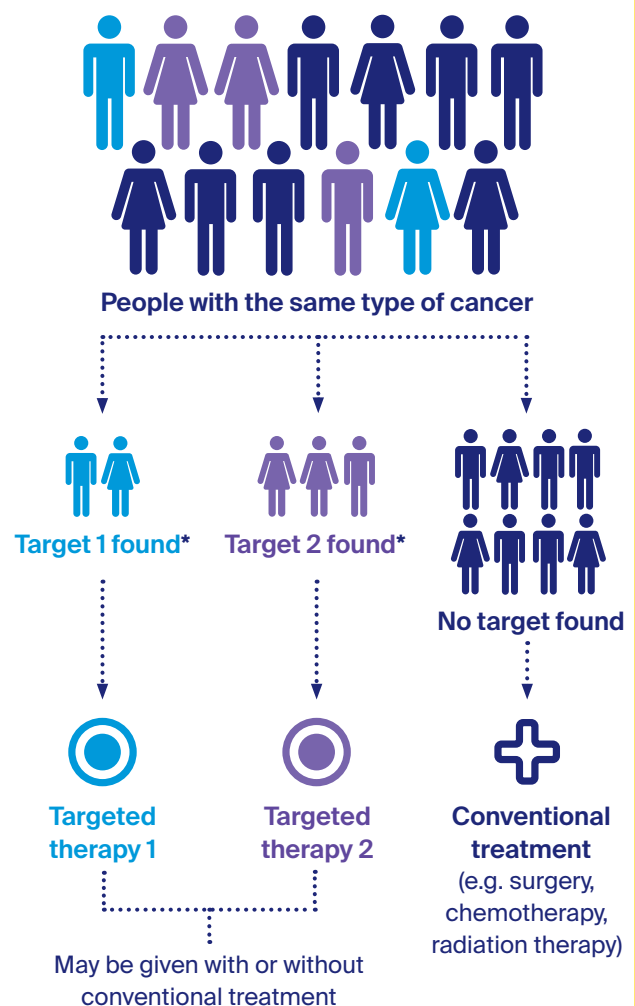 People with the same type of cancer
Target 1 found*
Target 2 found*
No target found
Targeted
therapy 1
Targeted
therapy 2
Conventional
treatment
(e.g. surgery,
chemotherapy,
radiation therapy)
May be given with or without
conventional treatment